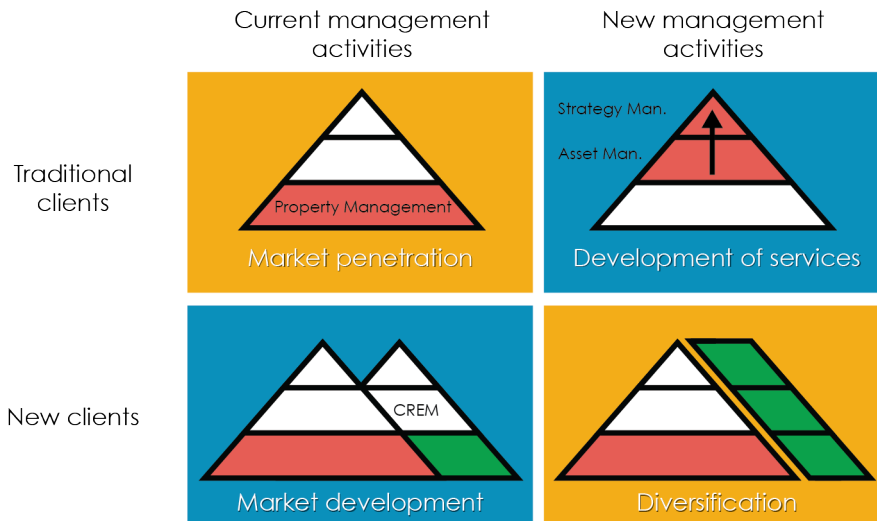 Current management
activities
New management
activities
Traditional
clients
Property Management
Market penetration
Strategy Man.
Asset Man.
Development of services
New clients
CREM
Market development
Diversification